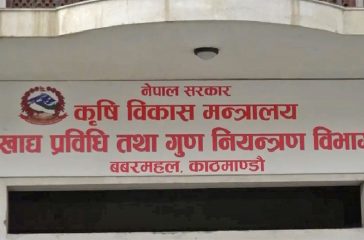 नेपाल सरकार
कृषि विकास मन्त्रालय
खाद्य प्रविधि तथा गुण नियन्त्रण विभाग
बबरमहल, काठमाण्डौ